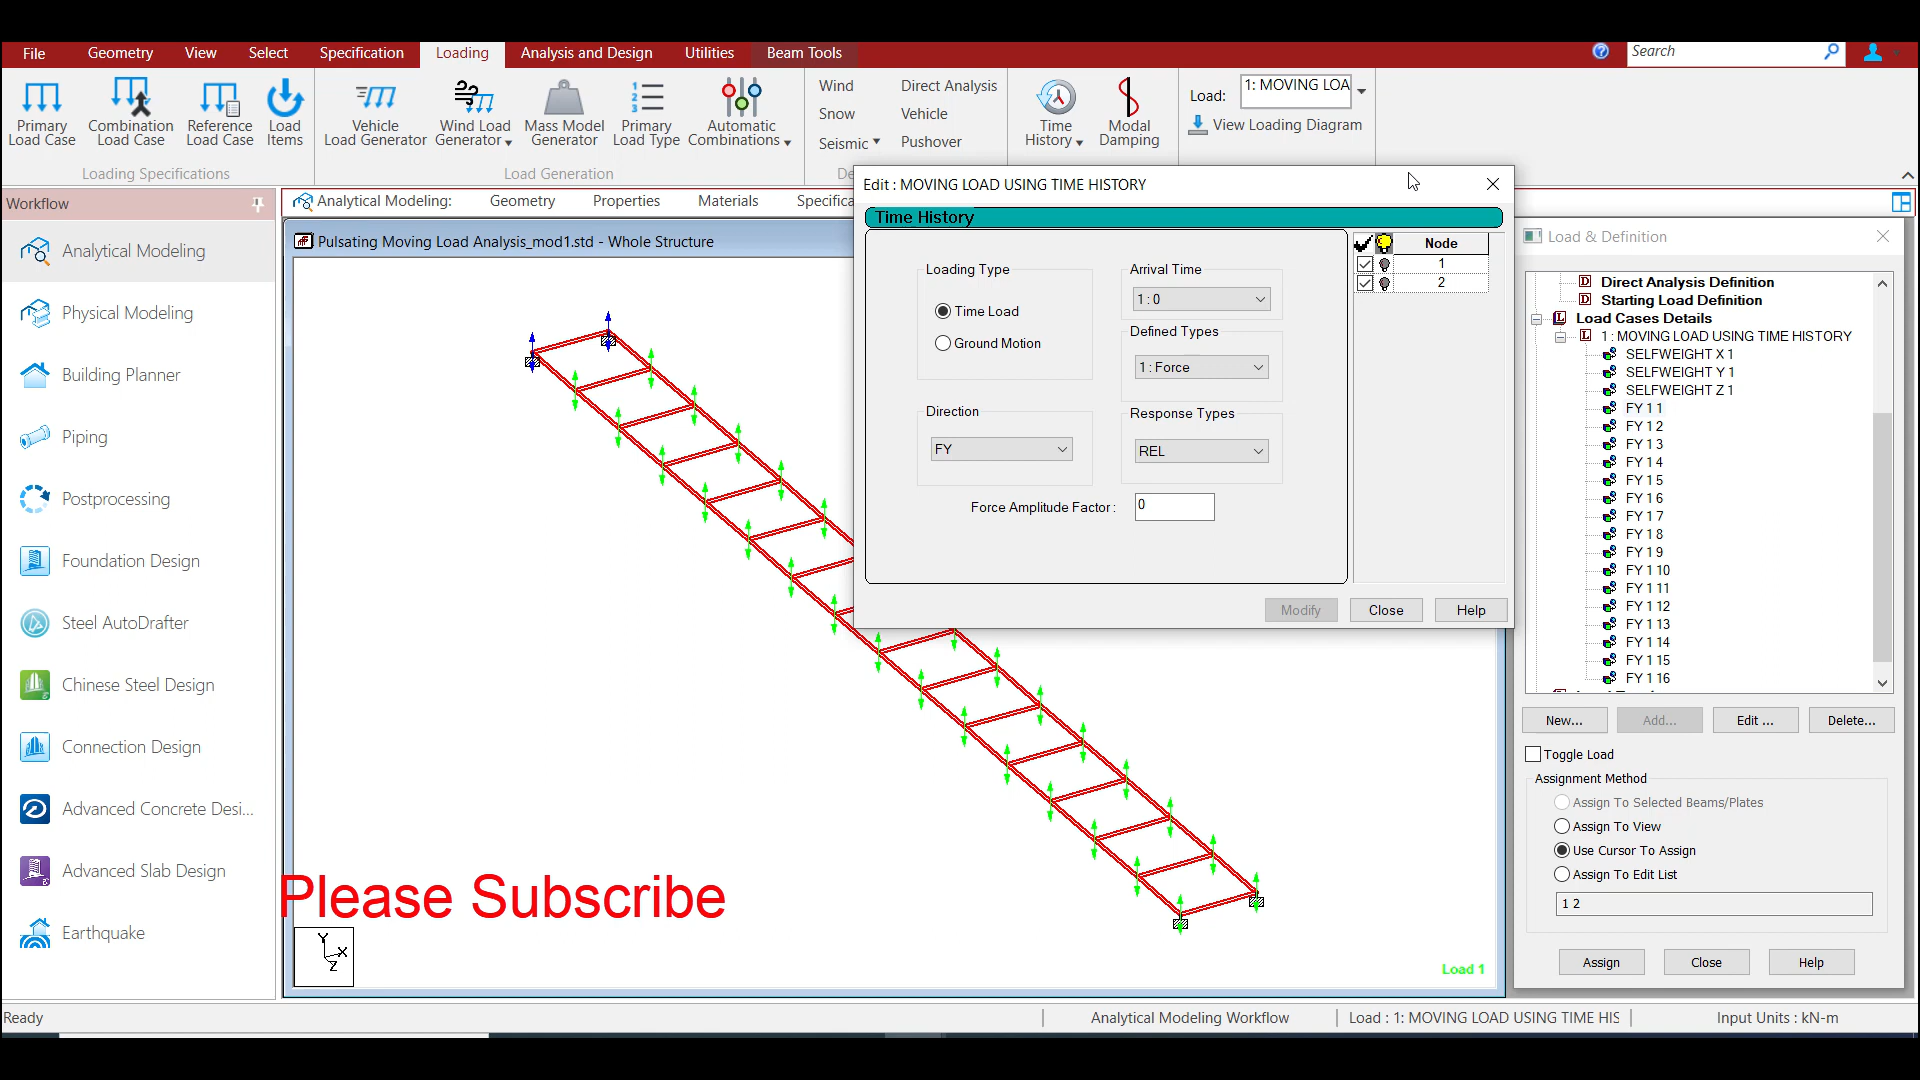 File Geometry View Select Specification Loading Analysis and Design Utilities Beam Tools Search
Primary Load Case
Combination Load Case
Reference Load Case
Load Items
Loading Specifications
Vehicle Load Generator
Wind Load Generator
Mass Model Generator
Primary Load Type
Automatic Combinations
Load Generation
Wind
Snow
Seismic
Direct Analysis
Vehicle
Pushover
De
Time History
Modal Damping
Load: 1: MOVING LOA
View Loading Diagram
Workflow
Analytical Modeling
Physical Modeling
Building Planner
Piping
Postprocessing
Foundation Design
Steel AutoDrafter
Chinese Steel Design
Connection Design
Advanced Concrete Desi...
Advanced Slab Design
Earthquake
Analytical Modeling: Geometry Properties Materials Specifica
Pulsating Moving Load Analysis_mod1.std - Whole Structure
Please Subscribe
Y
X
Z
Load 1
Edit : MOVING LOAD USING TIME HISTORY
Time History
Loading Type
Time Load
Ground Motion
Arrival Time
1 : 0
Defined Types
1 : Force
Direction
FY
Response Types
REL
Force Amplitude Factor :
0
Node
1
2
Modify Close Help
Load & Definition
D Direct Analysis Definition
D Starting Load Definition
L Load Cases Details
L 1 : MOVING LOAD USING TIME HISTORY
SELFWEIGHT X 1
SELFWEIGHT Y 1
SELFWEIGHT Z 1
FY 1 1
FY 1 2
FY 1 3
FY 1 4
FY 1 5
FY 1 6
FY 1 7
FY 1 8
FY 1 9
FY 1 10
FY 1 11
FY 1 12
FY 1 13
FY 1 14
FY 1 15
FY 1 16
New... Add... Edit ... Delete...
Toggle Load
Assignment Method
Assign To Selected Beams/Plates
Assign To View
Use Cursor To Assign
Assign To Edit List
1 2
Assign Close Help
Ready
Analytical Modeling Workflow
Load : 1: MOVING LOAD USING TIME HIS
Input Units : kN-m